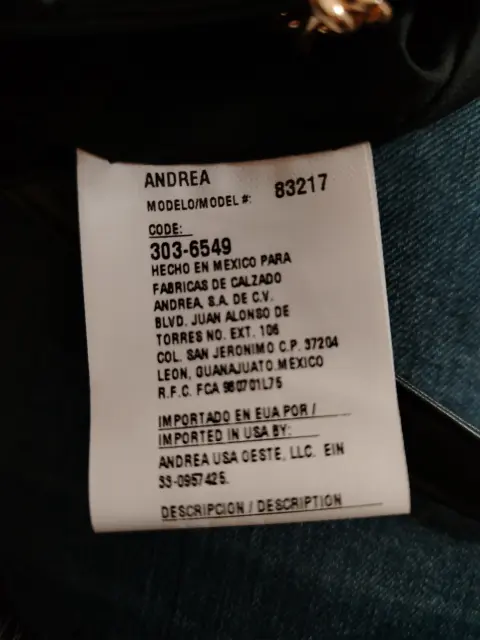 ANDREA
MODELO/MODEL #: 83217
CODE:
303-6549
HECHO EN MEXICO PARA
FABRICAS DE CALZADO
ANDREA, S.A. DE C.V.
BLVD. JUAN ALONSO DE
TORRES NO. EXT. 106
COL. SAN JERONIMO C.P. 37204
LEON, GUANAJUATO.MEXICO
R.F.C. FCA 980701L75
IMPORTADO EN EUA POR /
IMPORTED IN USA BY:
ANDREA USA OESTE, LLC. EIN
33-0957425.
DESCRIPCION / DESCRIPTION